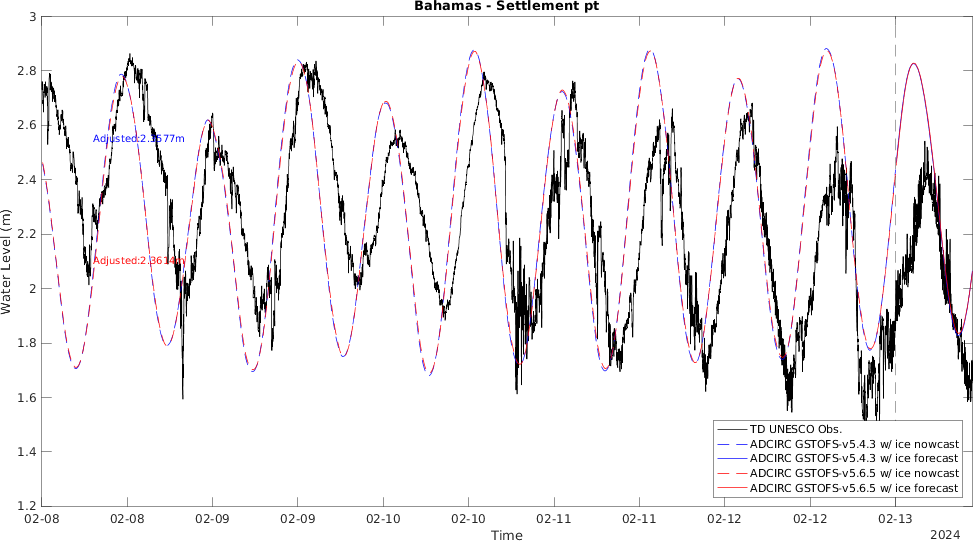 Bahamas - Settlement pt
3
2.8
2.6
2.4
2.2
2
1.8
1.6
1.4
1.2
Water Level (m)
Adjusted:2.3577m
Adjusted:2.3614m
TD UNESCO Obs.
ADCIRC GSTOFS-v5.4.3 w/ ice nowcast
ADCIRC GSTOFS-v5.4.3 w/ ice forecast
ADCIRC GSTOFS-v5.6.5 w/ ice nowcast
ADCIRC GSTOFS-v5.6.5 w/ ice forecast
02-08 02-08 02-09 02-09 02-10 02-10 02-11 02-11 02-12 02-12 02-13
Time
2024